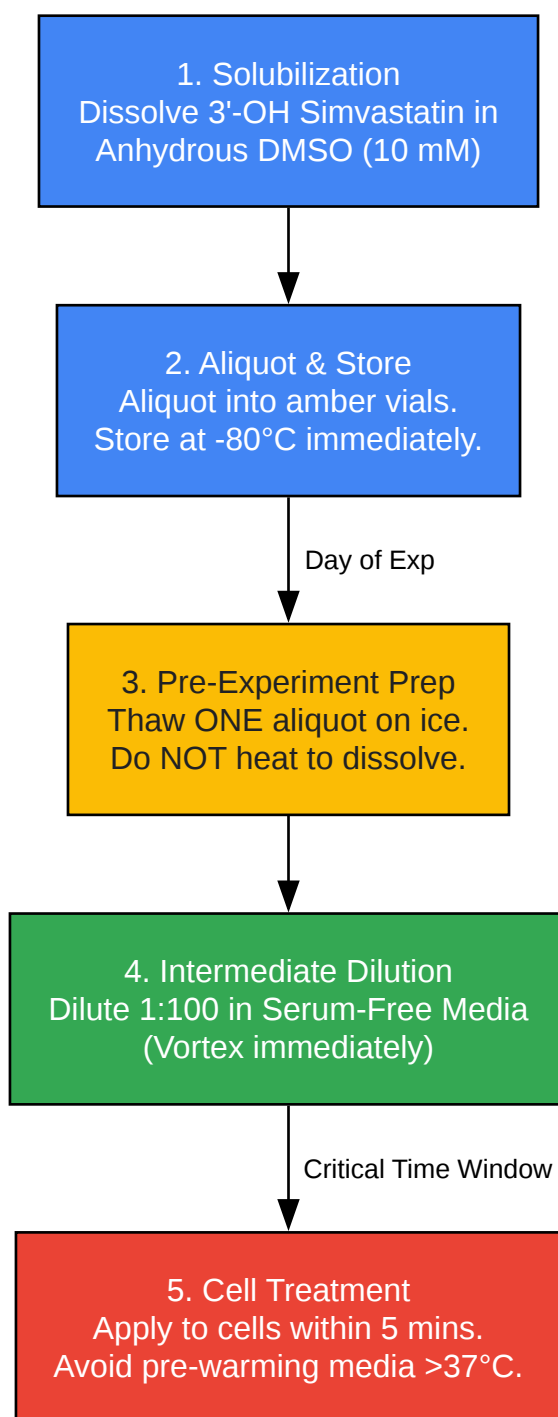 1. Solubilization
Dissolve 3'-OH Simvastatin in
Anhydrous DMSO (10 mM)
2. Aliquot & Store
Aliquot into amber vials.
Store at -80°C immediately.
Day of Exp
3. Pre-Experiment Prep
Thaw ONE aliquot on ice.
Do NOT heat to dissolve.
4. Intermediate Dilution
Dilute 1:100 in Serum-Free Media
(Vortex immediately)
Critical Time Window
5. Cell Treatment
Apply to cells within 5 mins.
Avoid pre-warming media >37°C.